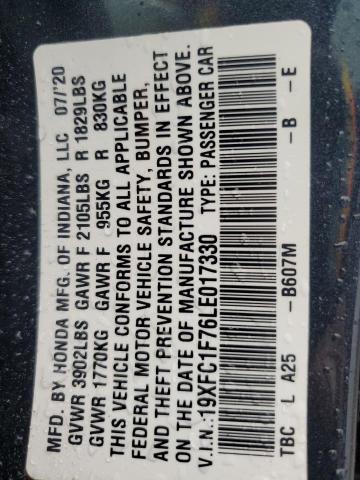 MFD. BY HONDA MFG. OF INDIANA, LLC 07/'20
GVWR 3902LBS GAWR F 2105LBS R 1829LBS
GVWR 1770KG GAWR F 955KG R 830KG
THIS VEHICLE CONFORMS TO ALL APPLICABLE
FEDERAL MOTOR VEHICLE SAFETY, BUMPER,
AND THEFT PREVENTION STANDARDS IN EFFECT
ON THE DATE OF MANUFACTURE SHOWN ABOVE.
V.I.N.:19XFC1F76LE017330 TYPE: PASSENGER CAR
TBC L A25 -B607M -B -E